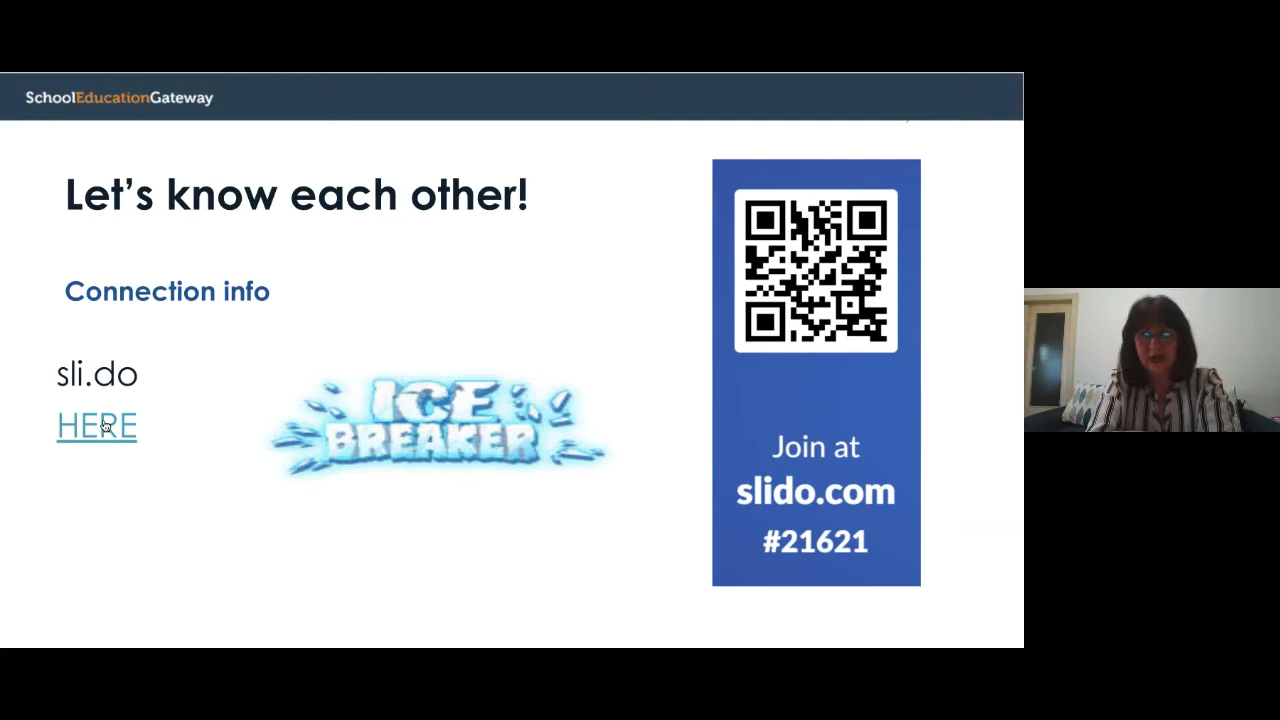 SchoolEducationGateway
Let's know each other!
Connection info
sli.do
HERE
ICE
BREAKER
Join at
slido.com
#21621